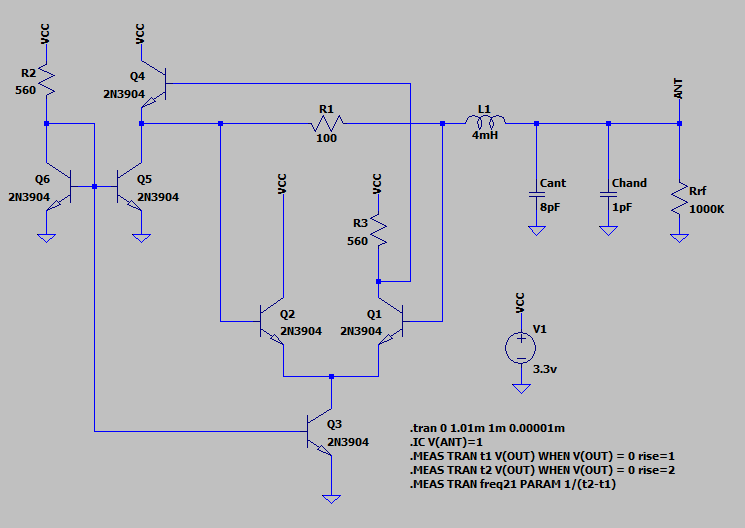 VCC
VCC
R2
560
Q4
2N3904
R1
100
L1
4mH
ANT
Q6
2N3904
Q5
2N3904
VCC
VCC
Cant
8pF
Chand
1pF
Rrf
1000K
R3
560
Q2
2N3904
Q1
2N3904
VCC
V1
3.3v
Q3
2N3904
.tran 0 1.01m 1m 0.00001m
.IC V(ANT)=1
.MEAS TRAN t1 V(OUT) WHEN V(OUT) = 0 rise=1
.MEAS TRAN t2 V(OUT) WHEN V(OUT) = 0 rise=2
.MEAS TRAN freq21 PARAM 1/(t2-t1)